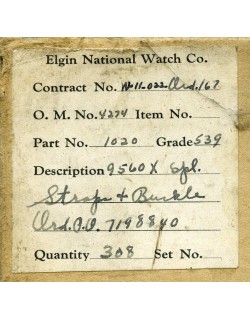 Elgin National Watch Co.
Contract No. W-11-022-Ord.167
O. M. No. 4274 Item No.
Part No. 1020 Grade 539
Description 9560X Spl.
Straps & Buckle
Ord. P.O. 7198840
Quantity 308 Set No.